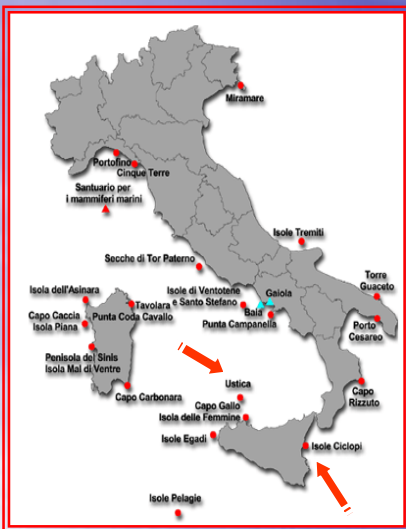 Miramare
Portofino
Cinque Terre
Santuario per
i mammiferi marini
Isole Tremiti
Secche di Tor Paterno
Isole di Ventotene
e Santo Stefano
Gaiola
Baia
Punta Campanella
Torre
Guaceto
Porto
Cesareo
Isola dell'Asinara
Capo Caccia
Isola Piana
Tavolara
Punta Coda Cavallo
Penisola del Sinis
Isola Mal di Ventre
Capo Carbonara
Ustica
Capo Gallo
Isola delle Femmine
Isole Egadi
Capo
Rizzuto
Isole Ciclopi
Isole Pelagie